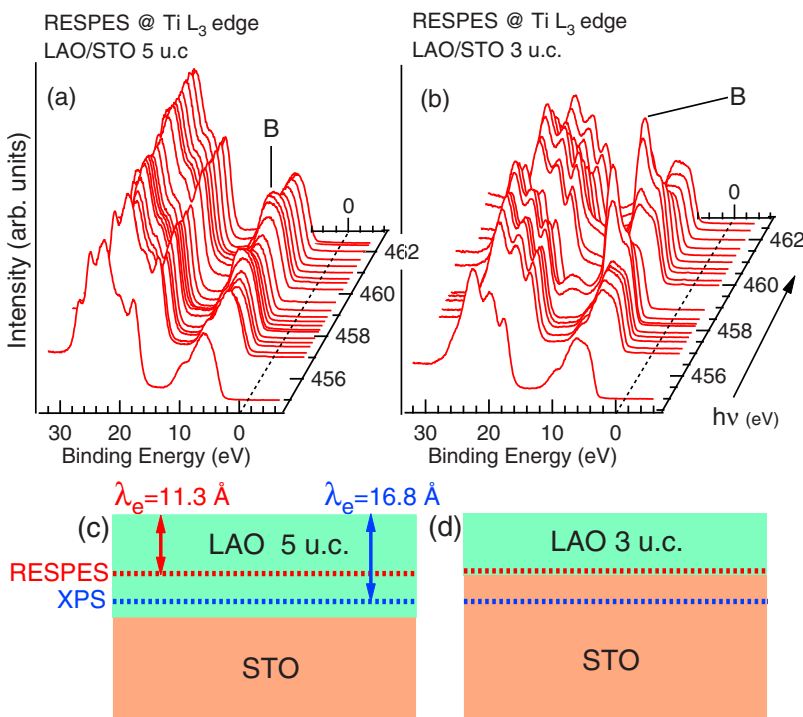 RESPES @ Ti L3 edge
LAO/STO 5 u.c
RESPES @ Ti L3 edge
LAO/STO 3 u.c.
(a)
B
(b)
B
Intensity (arb. units)
0
462
460
458
456
0
462
460
458
456
hν (eV)
30 20 10 0
Binding Energy (eV)
30 20 10 0
Binding Energy (eV)
λe=11.3 Å
λe=16.8 Å
(c)
LAO 5 u.c.
(d)
LAO 3 u.c.
RESPES
XPS
STO
STO